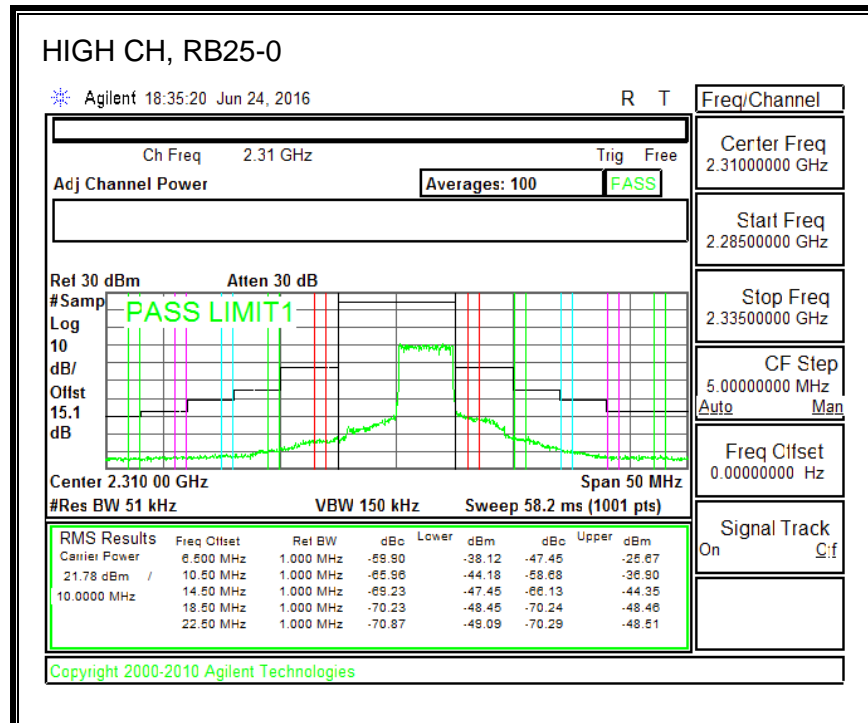 HIGH CH, RB25-0
Agilent 18:35:20 Jun 24, 2016 R T
Ch Freq 2.31 GHz Trig Free
Adj Channel Power Averages: 100 PASS
Ref 30 dBm Atten 30 dB
#Samp
Log
10
dB/
Offst
15.1
dB
PASS LIMIT1
Center 2.310 00 GHz Span 50 MHz
#Res BW 51 kHz VBW 150 kHz Sweep 58.2 ms (1001 pts)
RMS Results Freq Offset Ref BW dBc Lower dBm dBc Upper dBm
Carrier Power 6.500 MHz 1.000 MHz -59.90 -38.12 -47.45 -25.67
21.78 dBm / 10.50 MHz 1.000 MHz -65.96 -44.18 -58.68 -36.90
10.0000 MHz 14.50 MHz 1.000 MHz -69.23 -47.45 -66.13 -44.35
18.50 MHz 1.000 MHz -70.23 -48.45 -70.24 -48.46
22.50 MHz 1.000 MHz -70.87 -49.09 -70.29 -48.51
Copyright 2000-2010 Agilent Technologies
Freq/Channel
Center Freq
2.31000000 GHz
Start Freq
2.28500000 GHz
Stop Freq
2.33500000 GHz
CF Step
5.00000000 MHz
Auto Man
Freq Offset
0.00000000 Hz
Signal Track
On Off